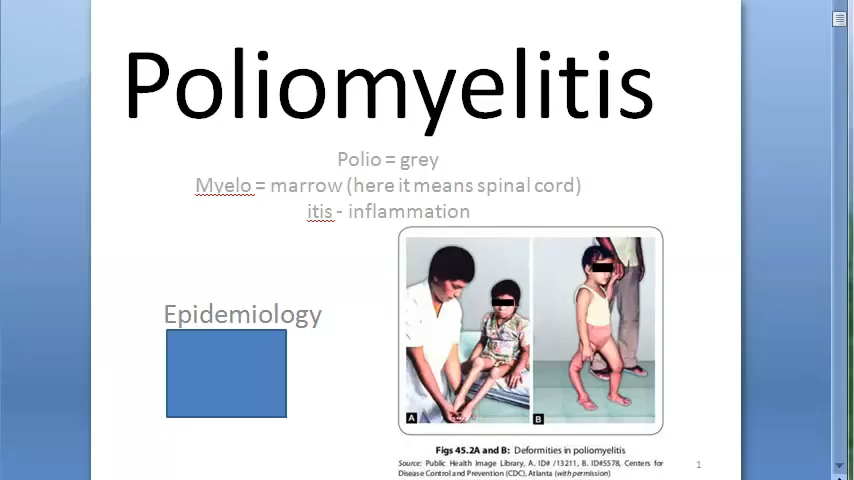 Poliomyelitis
Polio = grey
Myelo = marrow (here it means spinal cord)
itis - inflammation
Epidemiology
A
B
Figs 45.2A and B: Deformities in poliomyelitis
Source: Public Health Image Library, A. ID# /13211, B. ID#5578, Centers for
Disease Control and Prevention (CDC), Atlanta (with permission)
1